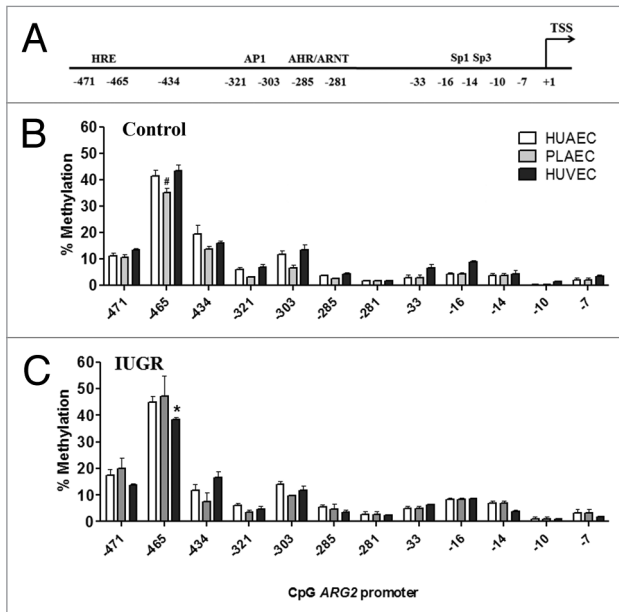 A
TSS
HRE AP1 AHR/ARNT Sp1 Sp3
-471 -465 -434 -321 -303 -285 -281 -33 -16 -14 -10 -7 +1
B
Control
60
50
40
30
20
10
0
% Methylation
#
HUAEC
PLAEC
HUVEC
-471 -465 -434 -321 -303 -285 -281 -33 -16 -14 -10 -7
C
IUGR
60
50
40
30
20
10
0
% Methylation
*
-471 -465 -434 -321 -303 -285 -281 -33 -16 -14 -10 -7
CpG ARG2 promoter